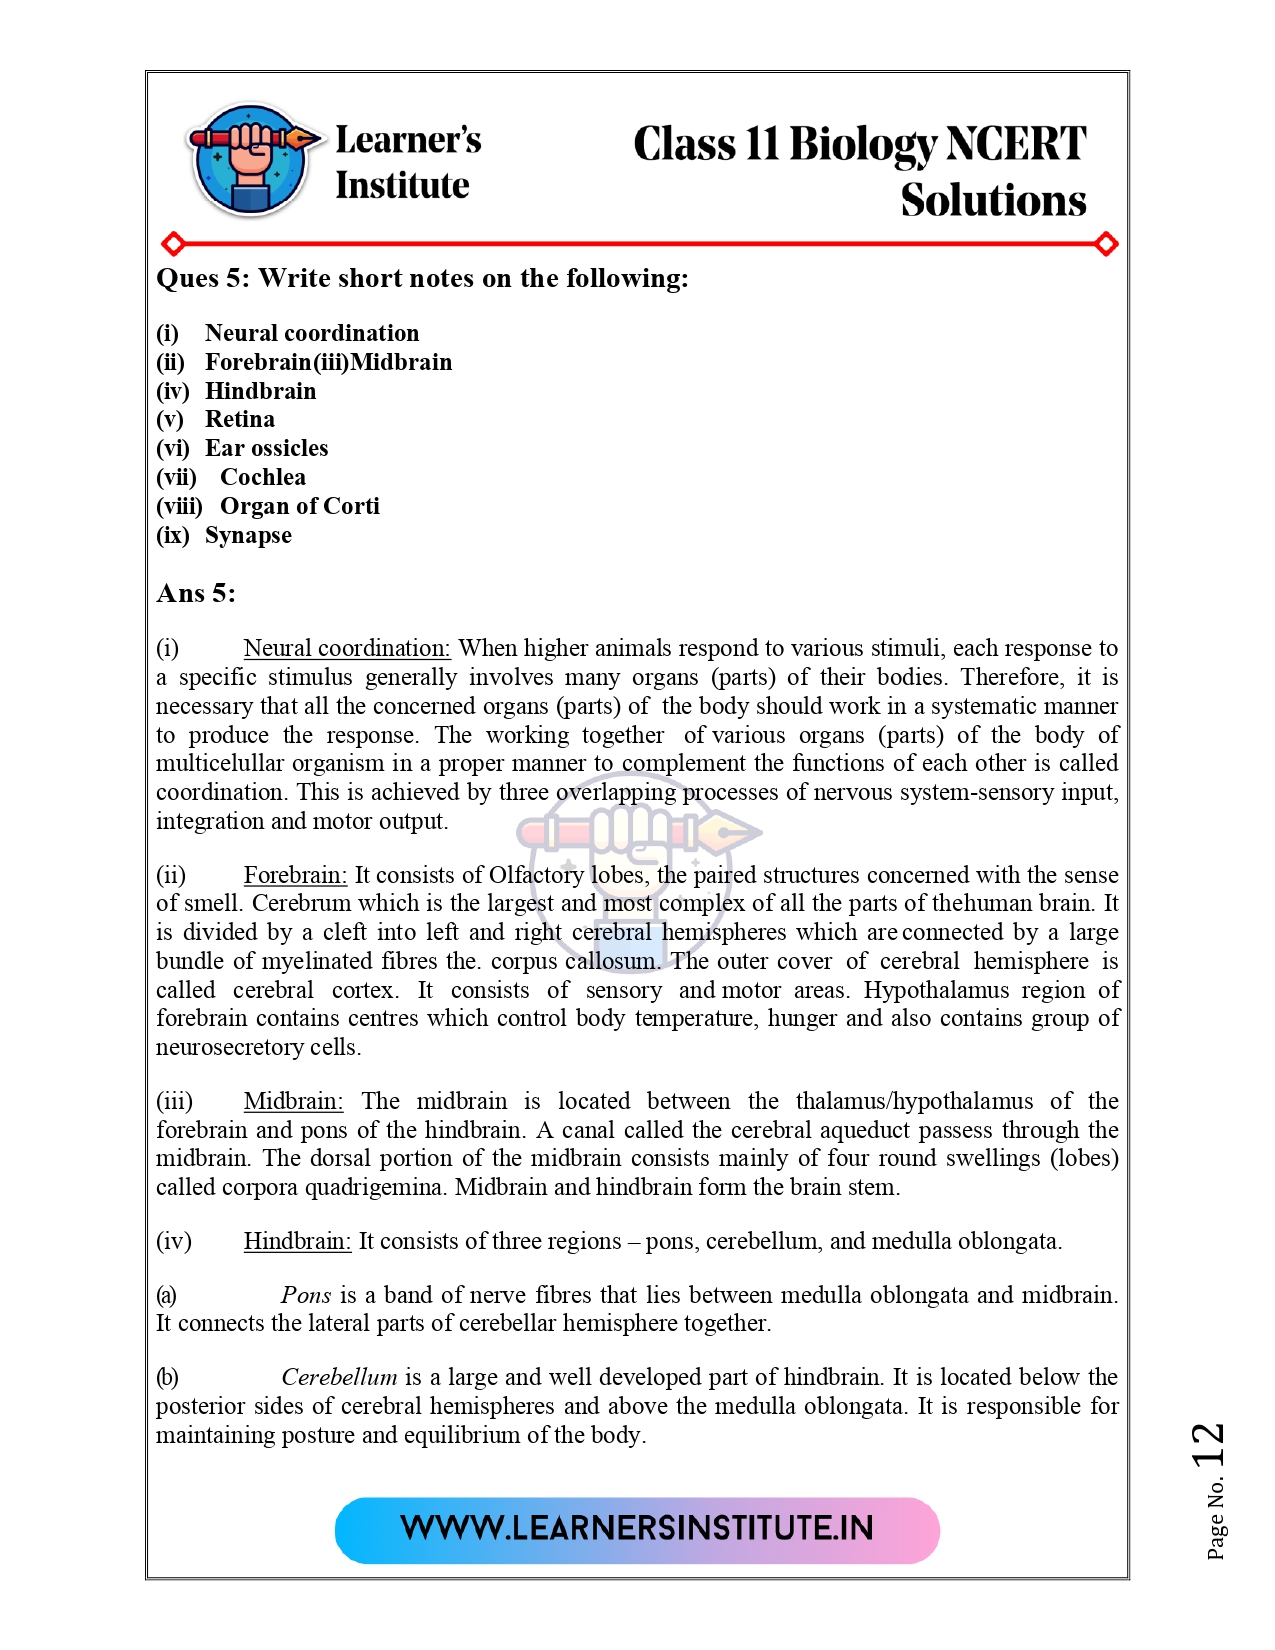 Learner's
Institute
Class 11 Biology NCERT
Solutions
Ques 5: Write short notes on the following:
(i) Neural coordination
(ii) Forebrain(iii)Midbrain
(iv) Hindbrain
(v) Retina
(vi) Ear ossicles
(vii) Cochlea
(viii) Organ of Corti
(ix) Synapse
Ans 5:
(i) Neural coordination: When higher animals respond to various stimuli, each response to
a specific stimulus generally involves many organs (parts) of their bodies. Therefore, it is
necessary that all the concerned organs (parts) of the body should work in a systematic manner
to produce the response. The working together of various organs (parts) of the body of
multicelullar organism in a proper manner to complement the functions of each other is called
coordination. This is achieved by three overlapping processes of nervous system-sensory input,
integration and motor output.
(ii) Forebrain: It consists of Olfactory lobes, the paired structures concerned with the sense
of smell. Cerebrum which is the largest and most complex of all the parts of thehuman brain. It
is divided by a cleft into left and right cerebral hemispheres which are connected by a large
bundle of myelinated fibres the. corpus callosum. The outer cover of cerebral hemisphere is
called cerebral cortex. It consists of sensory and motor areas. Hypothalamus region of
forebrain contains centres which control body temperature, hunger and also contains group of
neurosecretory cells.
(iii) Midbrain: The midbrain is located between the thalamus/hypothalamus of the
forebrain and pons of the hindbrain. A canal called the cerebral aqueduct passess through the
midbrain. The dorsal portion of the midbrain consists mainly of four round swellings (lobes)
called corpora quadrigemina. Midbrain and hindbrain form the brain stem.
(iv) Hindbrain: It consists of three regions – pons, cerebellum, and medulla oblongata.
(a) Pons is a band of nerve fibres that lies between medulla oblongata and midbrain.
It connects the lateral parts of cerebellar hemisphere together.
(b) Cerebellum is a large and well developed part of hindbrain. It is located below the
posterior sides of cerebral hemispheres and above the medulla oblongata. It is responsible for
maintaining posture and equilibrium of the body.
WWW.LEARNERSINSTITUTE.IN
Page No. 12